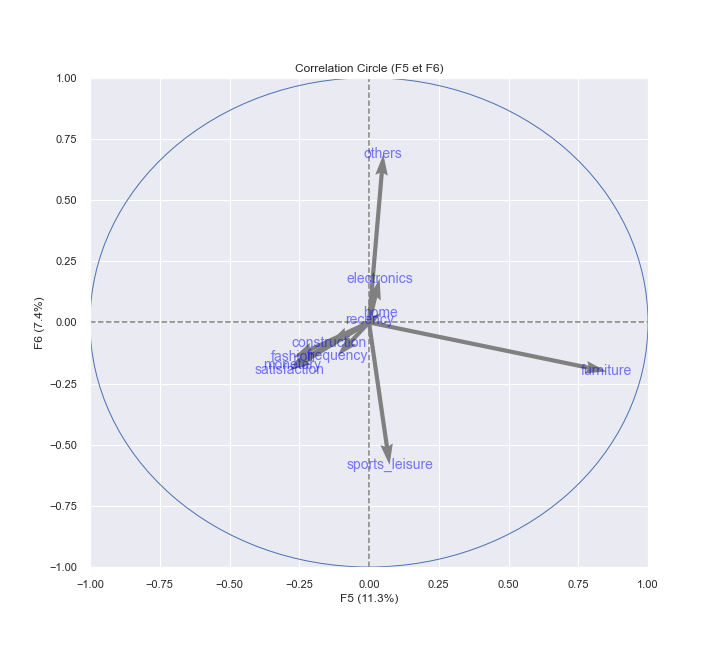 Correlation Circle (F5 et F6)
1.00
0.75
0.50
0.25
0.00
−0.25
−0.50
−0.75
−1.00
F6 (7.4%)
others
electronics
home
recency
construction
fashion
frequency
monetary
satisfaction
furniture
sports_leisure
−1.00
−0.75
−0.50
−0.25
0.00
0.25
0.50
0.75
1.00
F5 (11.3%)